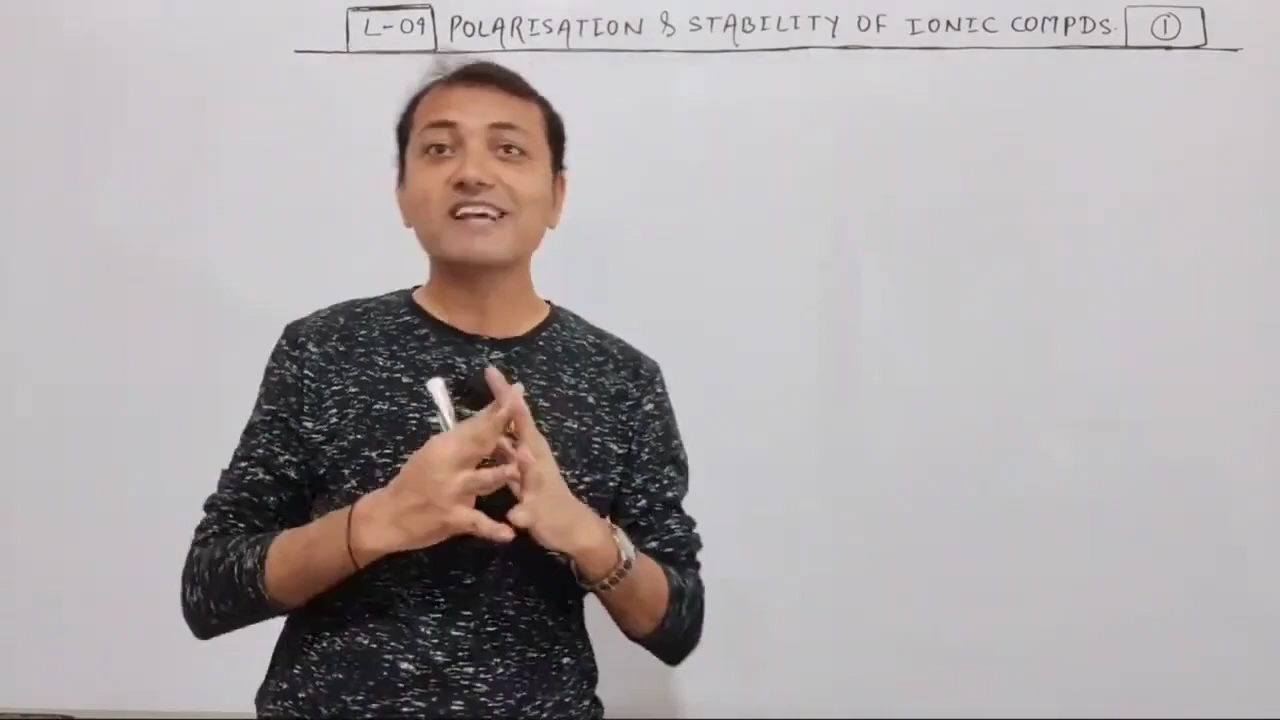 L-09 POLARISATION & STABILITY OF IONIC COMPDS. 1